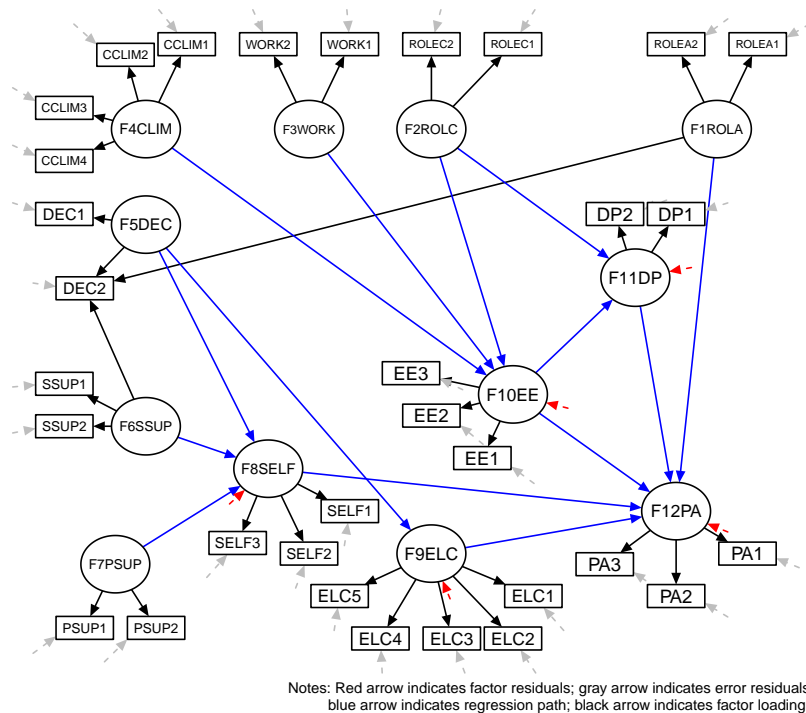 CCLIM1
WORK2
WORK1
ROLEC2
ROLEC1
ROLEA2
ROLEA1
CCLIM2
CCLIM3
F4CLIM
F3WORK
F2ROLC
F1ROLA
CCLIM4
DEC1
F5DEC
DP2
DP1
DEC2
F11DP
SSUP1
EE3
F10EE
SSUP2
F6SSUP
EE2
EE1
F8SELF
SELF1
F12PA
SELF3
SELF2
F7PSUP
F9ELC
PA3
PA1
ELC5
ELC1
PA2
PSUP1
PSUP2
ELC4
ELC3
ELC2
Notes: Red arrow indicates factor residuals; gray arrow indicates error residuals
blue arrow indicates regression path; black arrow indicates factor loading